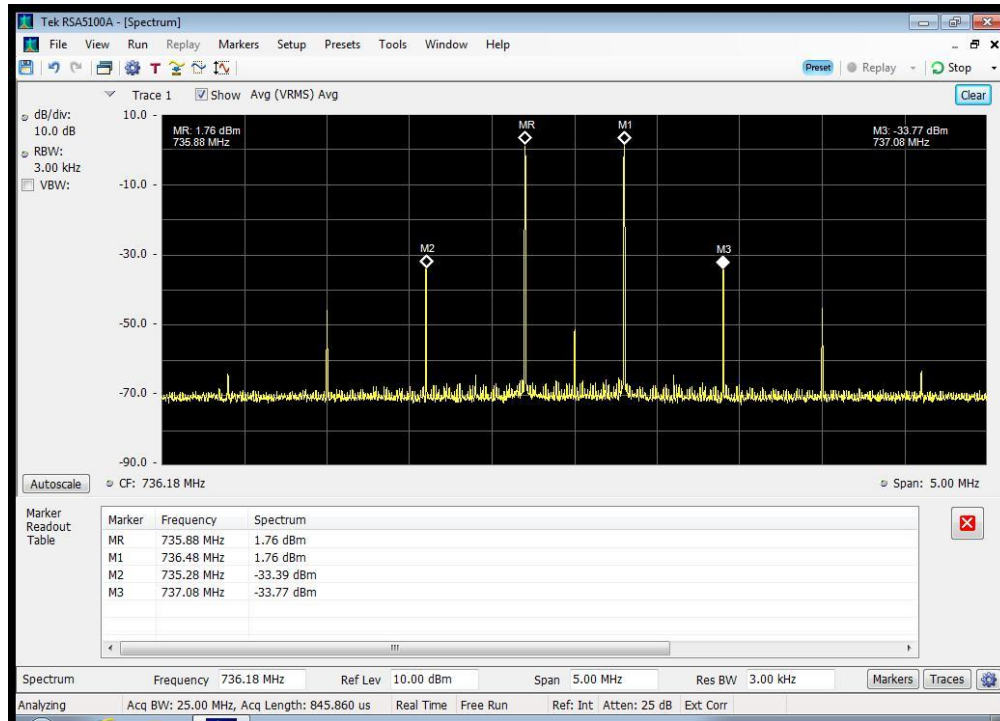 Tek RSA5100A - [Spectrum]
File View Run Replay Markers Setup Presets Tools Window Help
T Preset Replay Stop
Trace 1 Show Avg (VRMS) Avg Clear
dB/div:
10.0 dB
RBW:
3.00 kHz
VBW:
10.0
-10.0
-30.0
-50.0
-70.0
-90.0
MR: 1.76 dBm
735.88 MHz
MR
M1
M3: -33.77 dBm
737.08 MHz
M2
M3
Autoscale CF: 736.18 MHz Span: 5.00 MHz
Marker
Readout
Table
Marker Frequency Spectrum
MR 735.88 MHz 1.76 dBm
M1 736.48 MHz 1.76 dBm
M2 735.28 MHz -33.39 dBm
M3 737.08 MHz -33.77 dBm
Spectrum Frequency 736.18 MHz Ref Lev 10.00 dBm Span 5.00 MHz Res BW 3.00 kHz Markers Traces
Analyzing Acq BW: 25.00 MHz, Acq Length: 845.860 us Real Time Free Run Ref: Int Atten: 25 dB Ext Corr